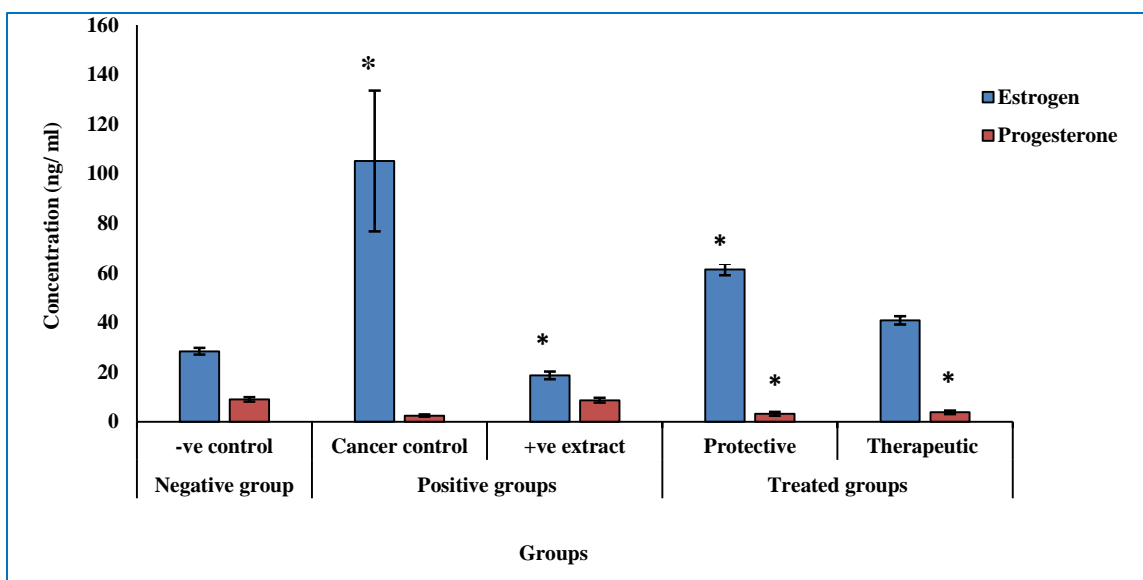 160
140
120
100
80
60
40
20
0
Concentration (ng/ ml)
*
*
*
*
*
Estrogen
Progesterone
-ve control
Cancer control
+ve extract
Protective
Therapeutic
Negative group
Positive groups
Treated groups
Groups